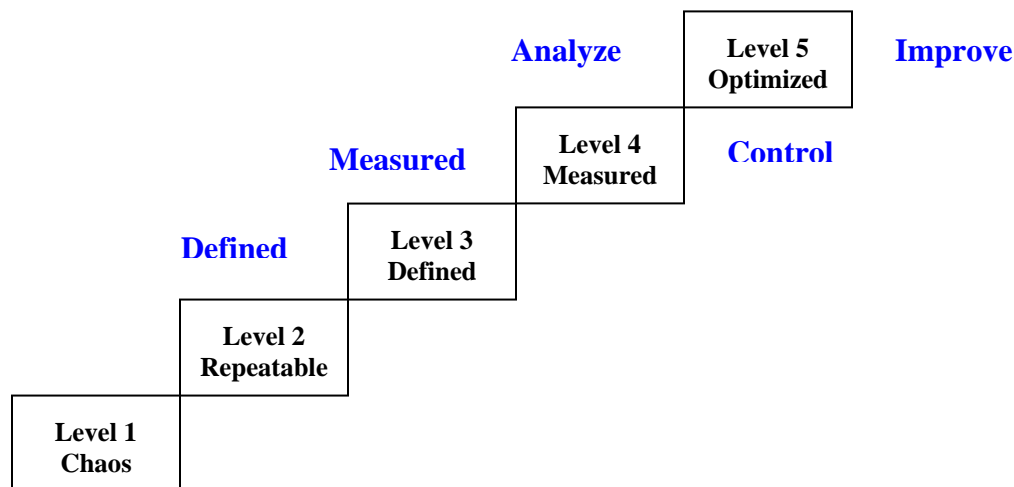 Analyze
Level 5
Optimized
Improve
Measured
Level 4
Measured
Control
Defined
Level 3
Defined
Level 2
Repeatable
Level 1
Chaos